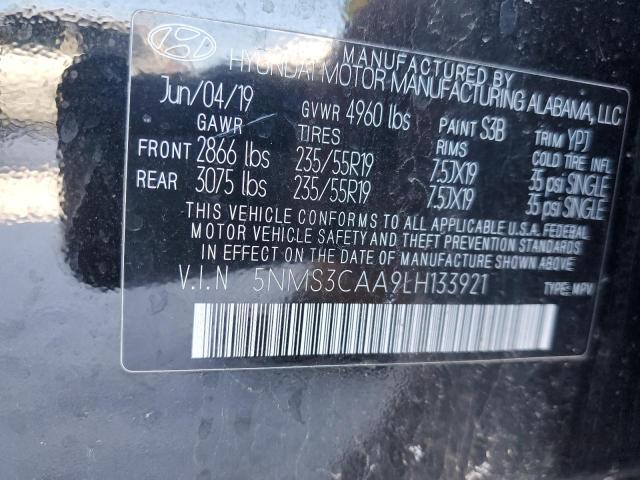 MANUFACTURED BY
HYUNDAI MOTOR MANUFACTURING ALABAMA, LLC
Jun/04/19 GVWR 4960 lbs PAINT S3B TRIM YPJ
GAWR TIRES RIMS COLD TIRE INFL
FRONT 2866 lbs 235/55R19 7.5JX19 35 psi SINGLE
REAR 3075 lbs 235/55R19 7.5JX19 35 psi SINGLE
THIS VEHICLE CONFORMS TO ALL APPLICABLE U.S.A. FEDERAL
MOTOR VEHICLE SAFETY AND THEFT PREVENTION STANDARDS
IN EFFECT ON THE DATE OF MANUFACTURE SHOWN ABOVE.
V.I.N 5NMS3CAA9LH133921 TYPE: MPV